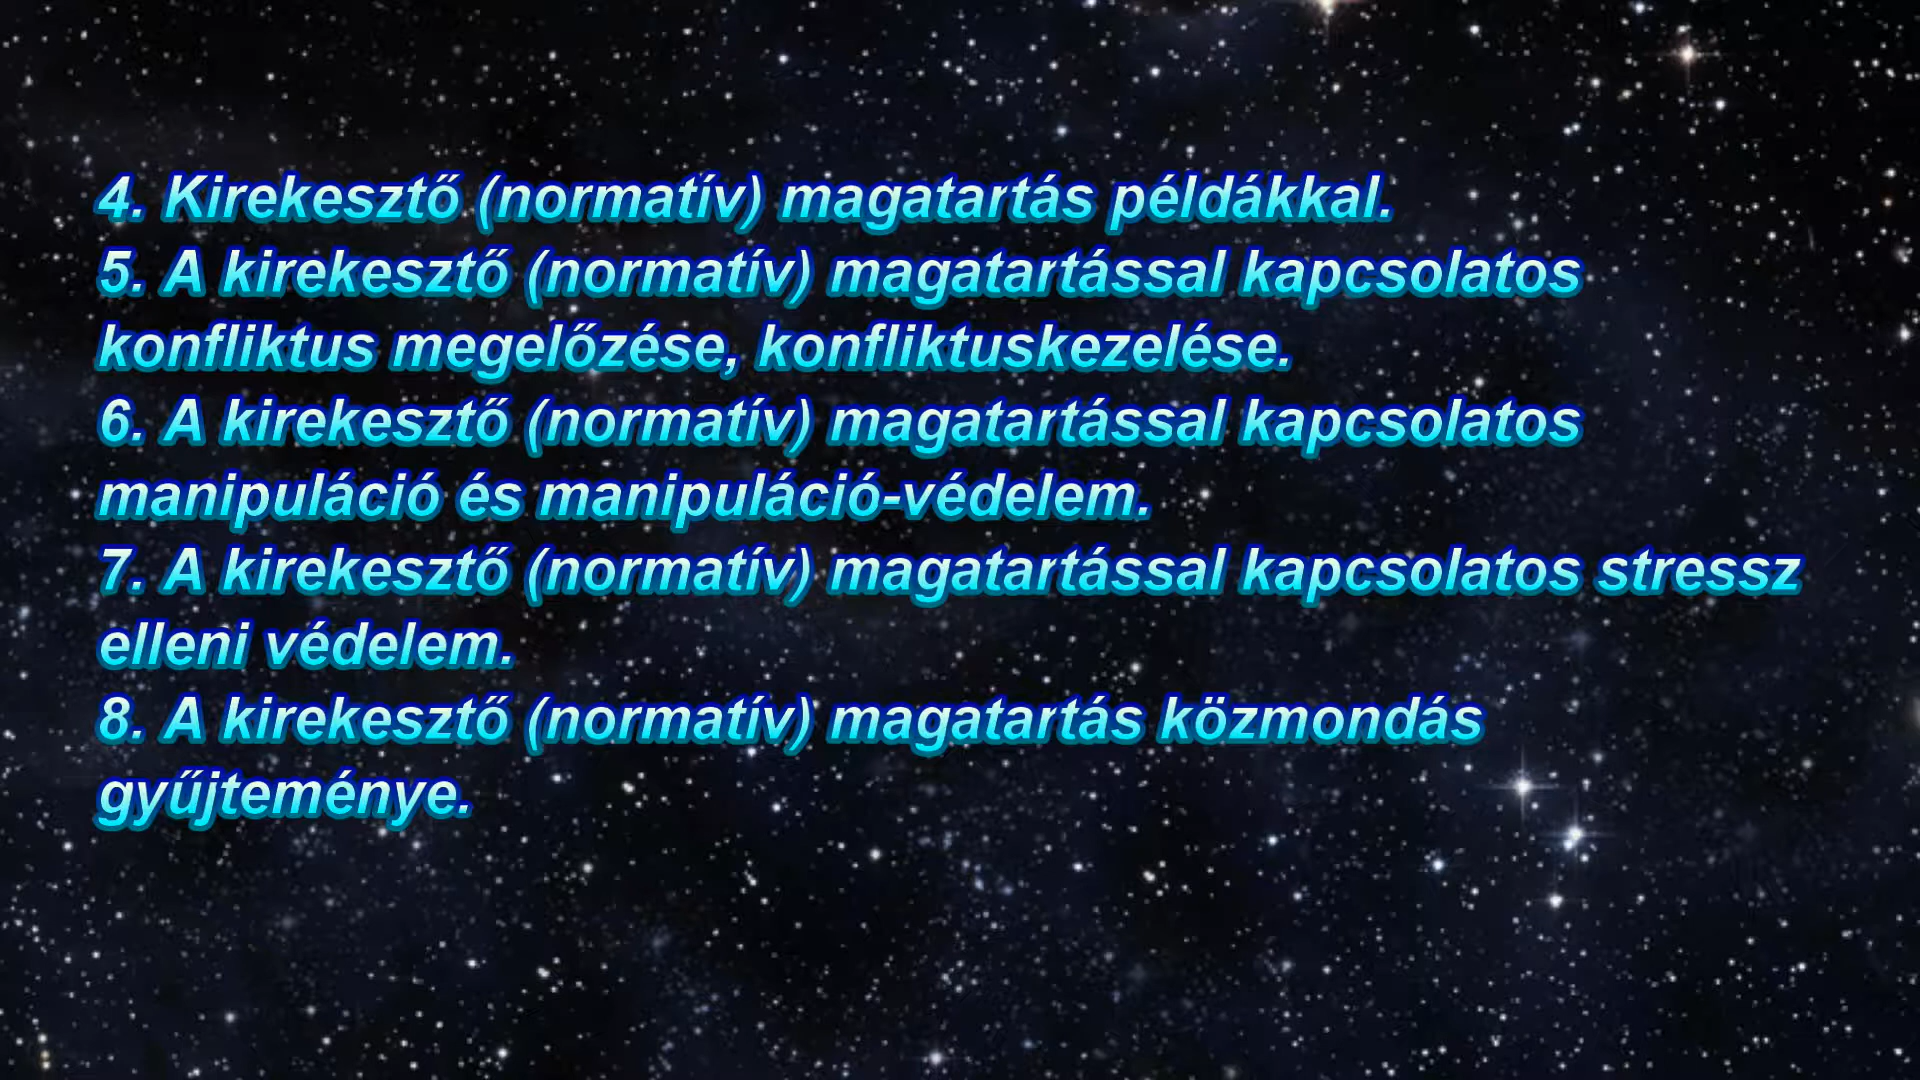 4. Kirekesztő (normatív) magatartás példákkal.
5. A kirekesztő (normatív) magatartással kapcsolatos
konfliktus megelőzése, konfliktuskezelése.
6. A kirekesztő (normatív) magatartással kapcsolatos
manipuláció és manipuláció-védelem.
7. A kirekesztő (normatív) magatartással kapcsolatos stressz
elleni védelem.
8. A kirekesztő (normatív) magatartás közmondás
gyűjteménye.